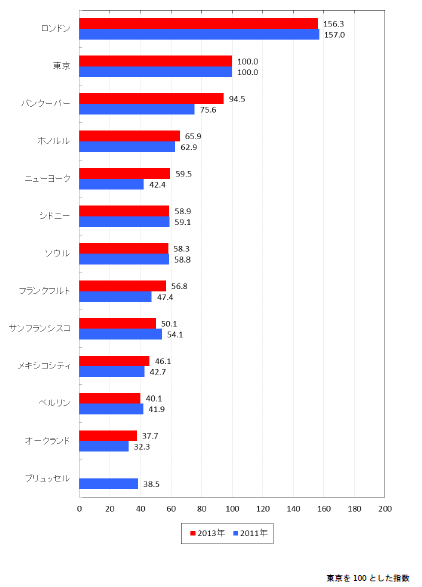 ロンドン
156.3
157.0
東京
100.0
100.0
バンクーバー
94.5
75.6
ホノルル
65.9
62.9
ニューヨーク
59.5
42.4
シドニー
58.9
59.1
ソウル
58.3
58.8
フランクフルト
56.8
47.4
サンフランシスコ
50.1
54.1
メキシコシティ
46.1
42.7
ベルリン
40.1
41.9
オークランド
37.7
32.3
ブリュッセル
38.5
0 20 40 60 80 100 120 140 160 180 200
2013年 2011年
東京を100とした指数